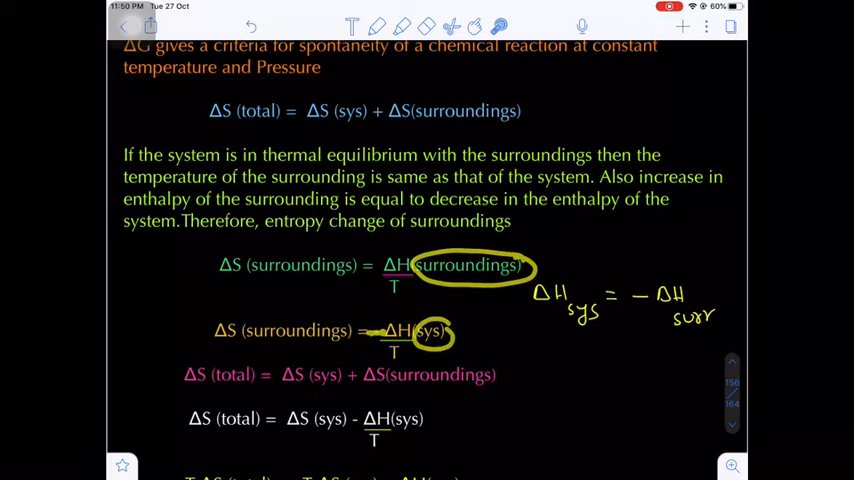 11:50 PM Tue 27 Oct
60%
ΔG gives a criteria for spontaneity of a chemical reaction at constant
temperature and Pressure
ΔS (total) = ΔS (sys) + ΔS(surroundings)
If the system is in thermal equilibrium with the surroundings then the
temperature of the surrounding is same as that of the system. Also increase in
enthalpy of the surrounding is equal to decrease in the enthalpy of the
system.Therefore, entropy change of surroundings
ΔS (surroundings) = ΔH(surroundings)
T
ΔH sys = - ΔH surr
ΔS (surroundings) = -ΔH(sys)
T
ΔS (total) = ΔS (sys) + ΔS(surroundings)
156
164
ΔS (total) = ΔS (sys) - ΔH(sys)
T